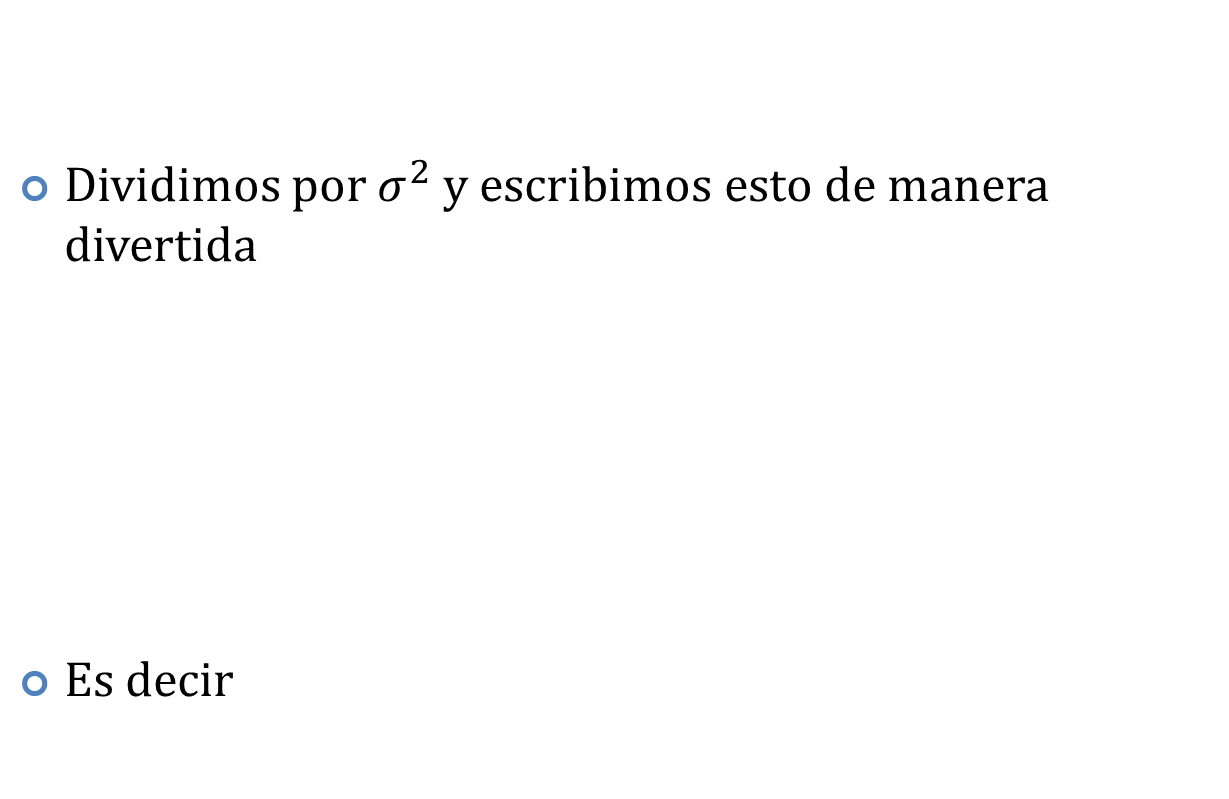 Dividimos por σ² y escribimos esto de manera
divertida
Es decir